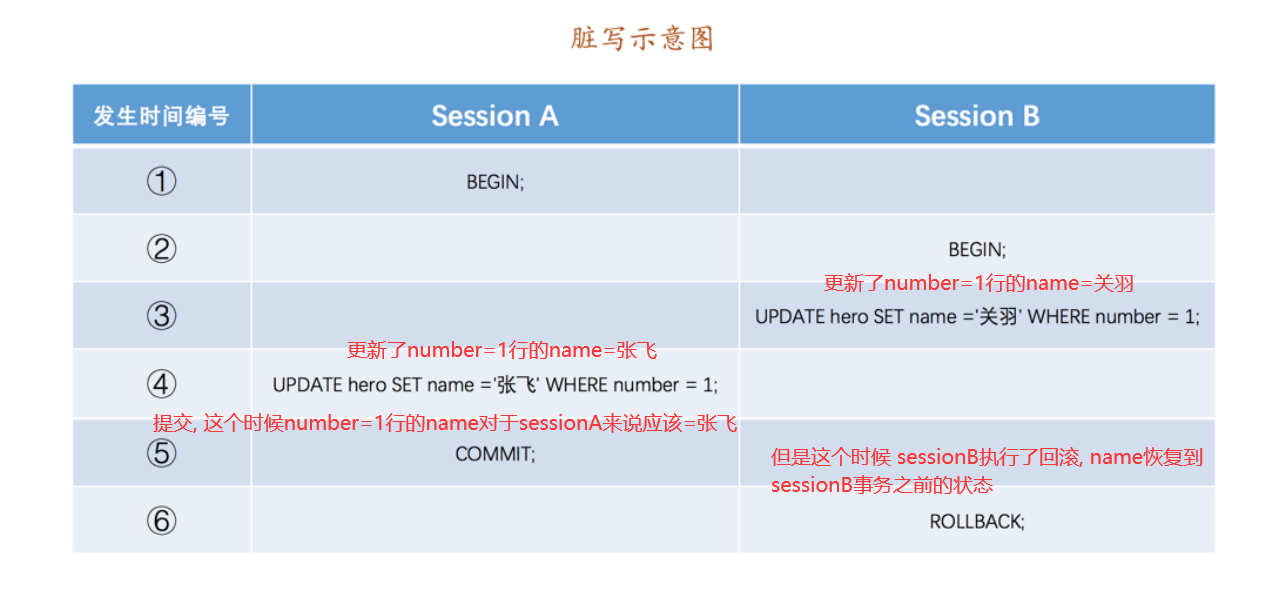 脏写示意图
发生时间编号 Session A Session B
① BEGIN;
② BEGIN;
更新了number=1行的name=关羽
③ UPDATE hero SET name ='关羽' WHERE number = 1;
更新了number=1行的name=张飞
④ UPDATE hero SET name ='张飞' WHERE number = 1;
提交, 这个时候number=1行的name对于sessionA来说应该=张飞
⑤ COMMIT;
但是这个时候 sessionB执行了回滚, name恢复到
sessionB事务之前的状态
⑥ ROLLBACK;